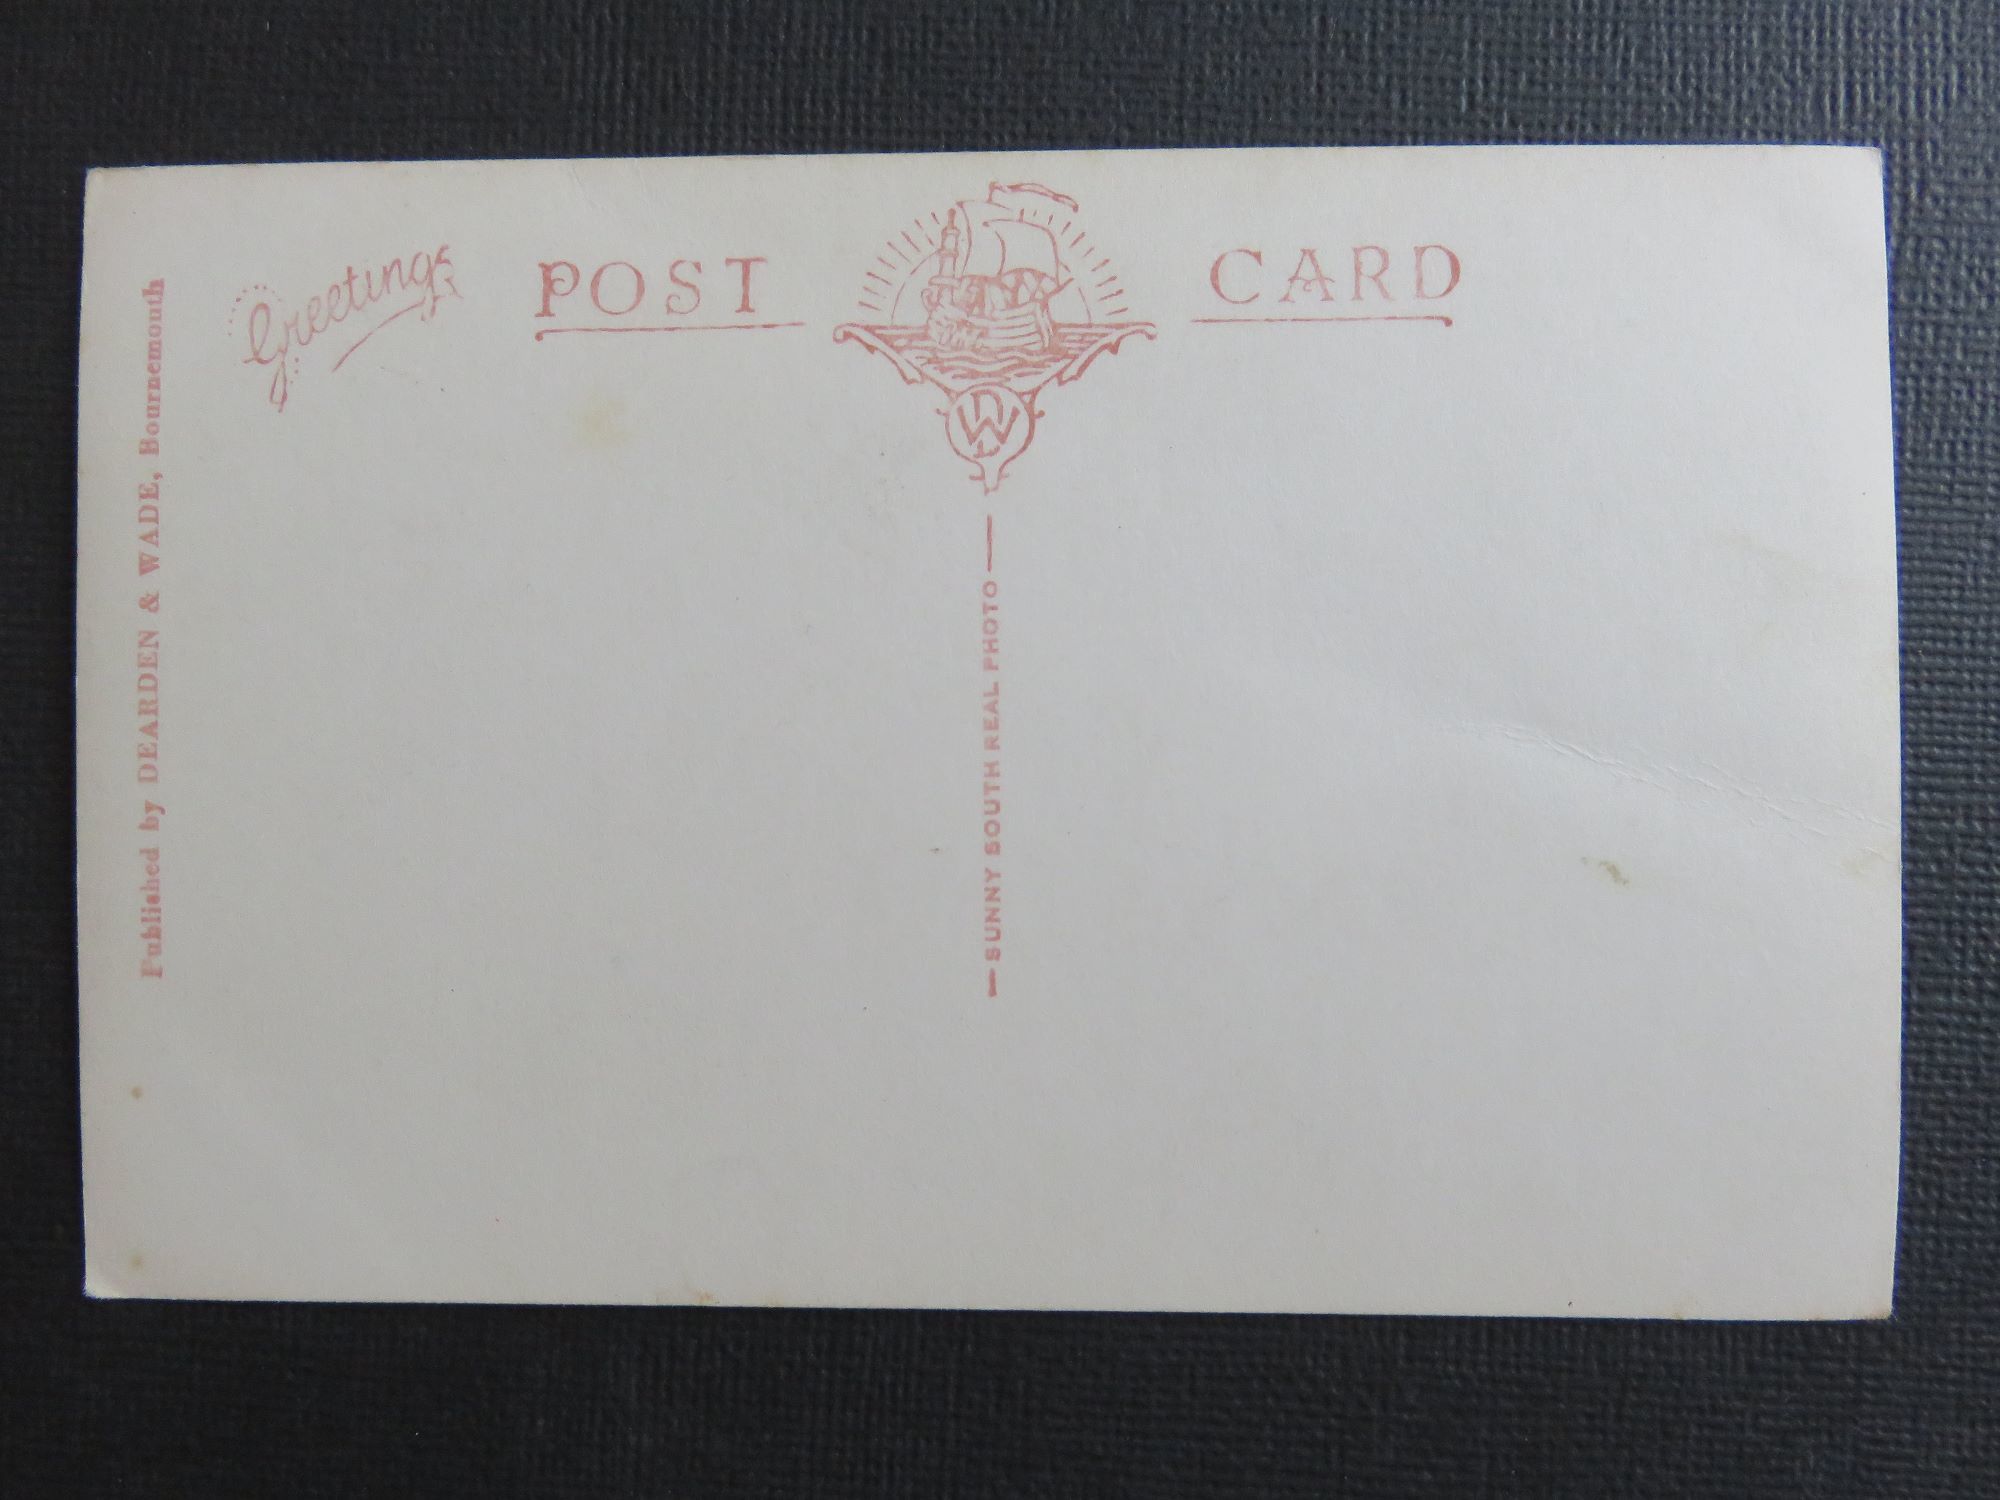 Greetings
POST CARD
DW
Published by DEARDEN & WADE, Bournemouth
SUNNY SOUTH REAL PHOTO